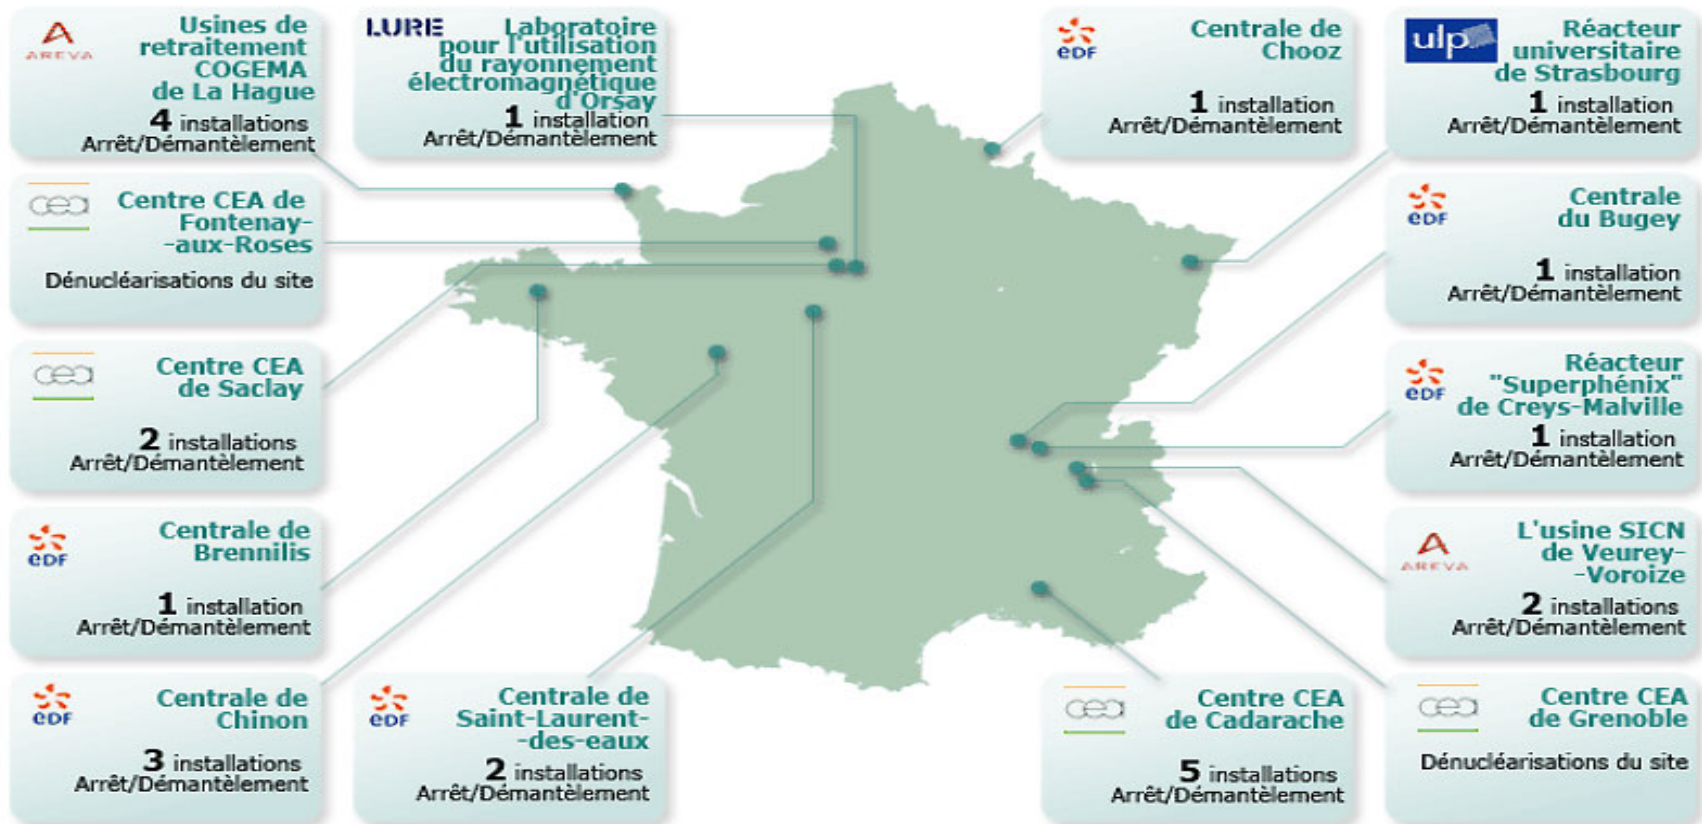 AREVA
Usines de
retraitement
COGEMA
de La Hague
4 installations
Arrêt/Démantèlement
LURE
Laboratoire
pour l'utilisation
du rayonnement
électromagnétique
d'Orsay
1 installation
Arrêt/Démantèlement
eDF
Centrale de
Chooz
1 installation
Arrêt/Démantèlement
ulp
Réacteur
universitaire
de Strasbourg
1 installation
Arrêt/Démantèlement
cea
Centre CEA de
Fontenay-
-aux-Roses
Dénucléarisations du site
eDF
Centrale
du Bugey
1 installation
Arrêt/Démantèlement
cea
Centre CEA
de Saclay
2 installations
Arrêt/Démantèlement
eDF
Réacteur
"Superphénix"
de Creys-Malville
1 installation
Arrêt/Démantèlement
eDF
Centrale de
Brennilis
1 installation
Arrêt/Démantèlement
AREVA
L'usine SICN
de Veurey-
-Voroize
2 installations
Arrêt/Démantèlement
eDF
Centrale de
Chinon
3 installations
Arrêt/Démantèlement
eDF
Centrale de
Saint-Laurent-
-des-eaux
2 installations
Arrêt/Démantèlement
cea
Centre CEA
de Cadarache
5 installations
Arrêt/Démantèlement
cea
Centre CEA
de Grenoble
Dénucléarisations du site